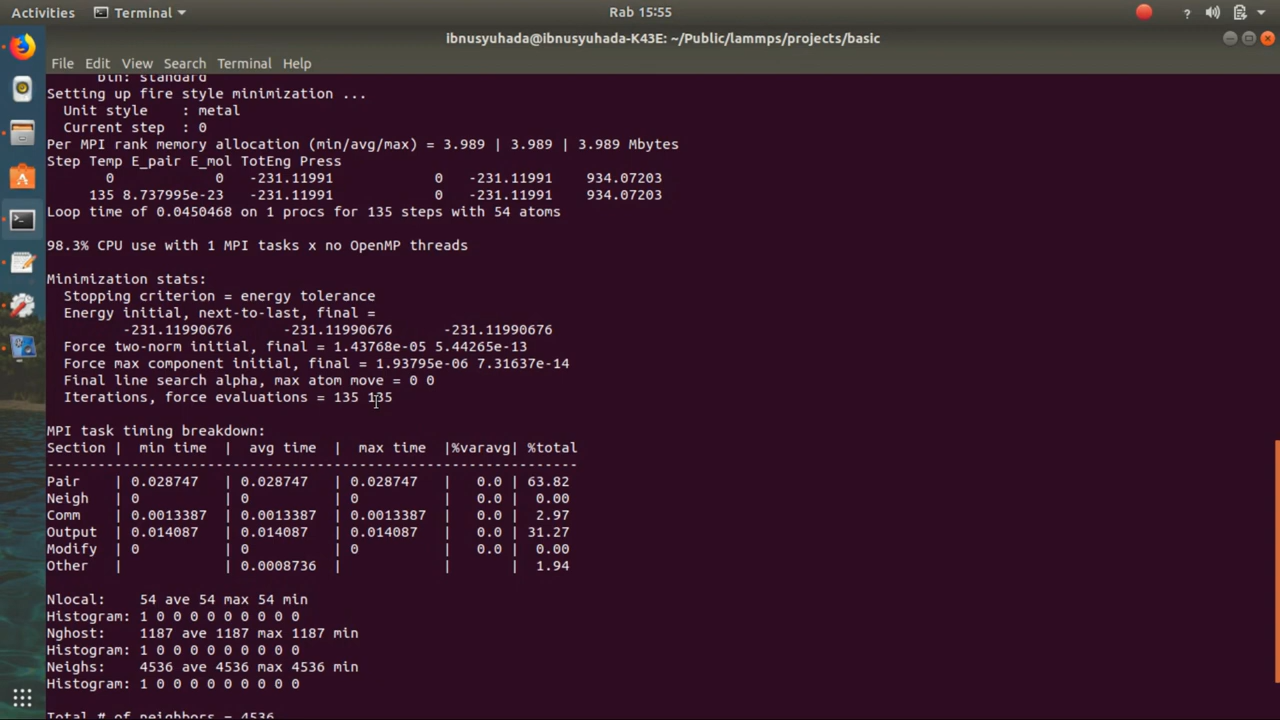 Activities
Terminal
Rab 15:55
ibnusyuhada@ibnusyuhada-K43E: ~/Public/lammps/projects/basic
File Edit View Search Terminal Help
bin: standard
Setting up fire style minimization ...
Unit style : metal
Current step : 0
Per MPI rank memory allocation (min/avg/max) = 3.989 | 3.989 | 3.989 Mbytes
Step Temp E_pair E_mol TotEng Press
0 0 -231.11991 0 -231.11991 934.07203
135 8.737995e-23 -231.11991 0 -231.11991 934.07203
Loop time of 0.0450468 on 1 procs for 135 steps with 54 atoms
98.3% CPU use with 1 MPI tasks x no OpenMP threads
Minimization stats:
Stopping criterion = energy tolerance
Energy initial, next-to-last, final =
-231.11990676 -231.11990676 -231.11990676
Force two-norm initial, final = 1.43768e-05 5.44265e-13
Force max component initial, final = 1.93795e-06 7.31637e-14
Final line search alpha, max atom move = 0 0
Iterations, force evaluations = 135 135
MPI task timing breakdown:
Section | min time | avg time | max time |%varavg| %total
---------------------------------------------------------------
Pair | 0.028747 | 0.028747 | 0.028747 | 0.0 | 63.82
Neigh | 0 | 0 | 0 | 0.0 | 0.00
Comm | 0.0013387 | 0.0013387 | 0.0013387 | 0.0 | 2.97
Output | 0.014087 | 0.014087 | 0.014087 | 0.0 | 31.27
Modify | 0 | 0 | 0 | 0.0 | 0.00
Other | | 0.0008736 | | | 1.94
Nlocal: 54 ave 54 max 54 min
Histogram: 1 0 0 0 0 0 0 0 0 0
Nghost: 1187 ave 1187 max 1187 min
Histogram: 1 0 0 0 0 0 0 0 0 0
Neighs: 4536 ave 4536 max 4536 min
Histogram: 1 0 0 0 0 0 0 0 0 0
Total # of neighbors = 4536